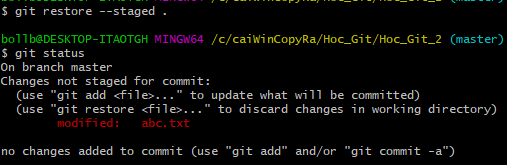 $ git restore --staged .
bollb@DESKTOP-ITAOTGH MINGW64 /c/caiWinCopyRa/Hoc_Git/Hoc_Git_2 (master)
$ git status
On branch master
Changes not staged for commit:
  (use "git add <file>..." to update what will be committed)
  (use "git restore <file>..." to discard changes in working directory)
        modified:   abc.txt
no changes added to commit (use "git add" and/or "git commit -a")